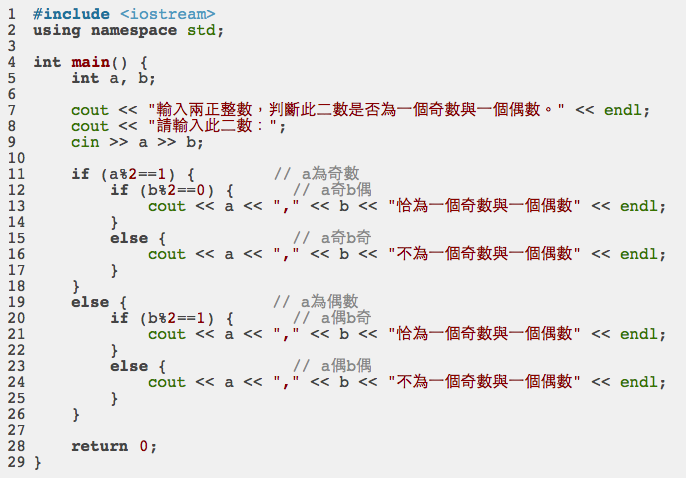 1 #include <iostream>
2 using namespace std;
3
4 int main() {
5     int a, b;
6
7     cout << "輸入兩正整數，判斷此二數是否為一個奇數與一個偶數。" << endl;
8     cout << "請輸入此二數：";
9     cin >> a >> b;
10
11     if (a%2==1) {        // a為奇數
12         if (b%2==0) {      // a奇b偶
13             cout << a << "," << b << "恰為一個奇數與一個偶數" << endl;
14         }
15         else {             // a奇b奇
16             cout << a << "," << b << "不為一個奇數與一個偶數" << endl;
17         }
18     }
19     else {               // a為偶數
20         if (b%2==1) {      // a偶b奇
21             cout << a << "," << b << "恰為一個奇數與一個偶數" << endl;
22         }
23         else {             // a偶b偶
24             cout << a << "," << b << "不為一個奇數與一個偶數" << endl;
25         }
26     }
27
28     return 0;
29 }